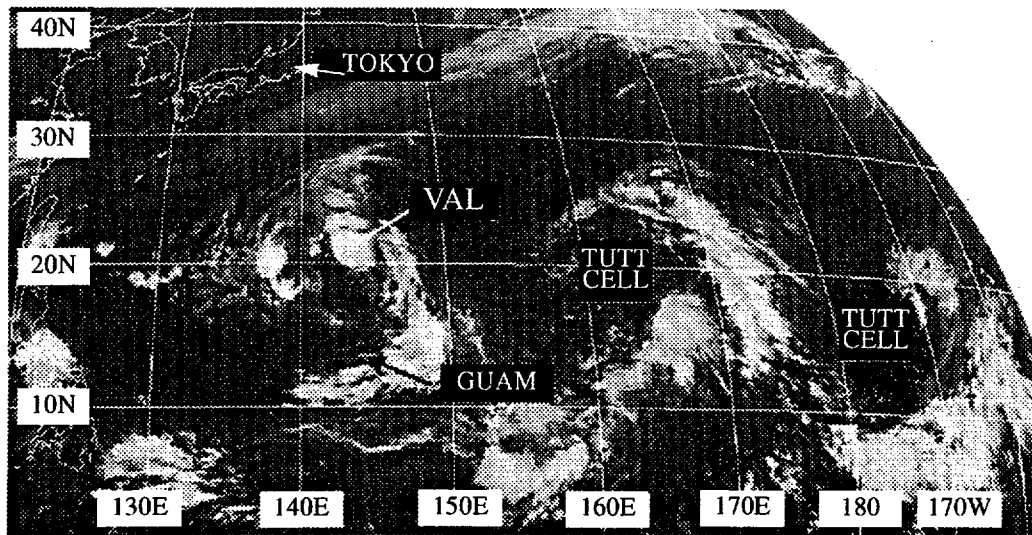 40N
TOKYO
30N
VAL
20N
TUTT
CELL
TUTT
CELL
GUAM
10N
130E
140E
150E
160E
170E
180
170W